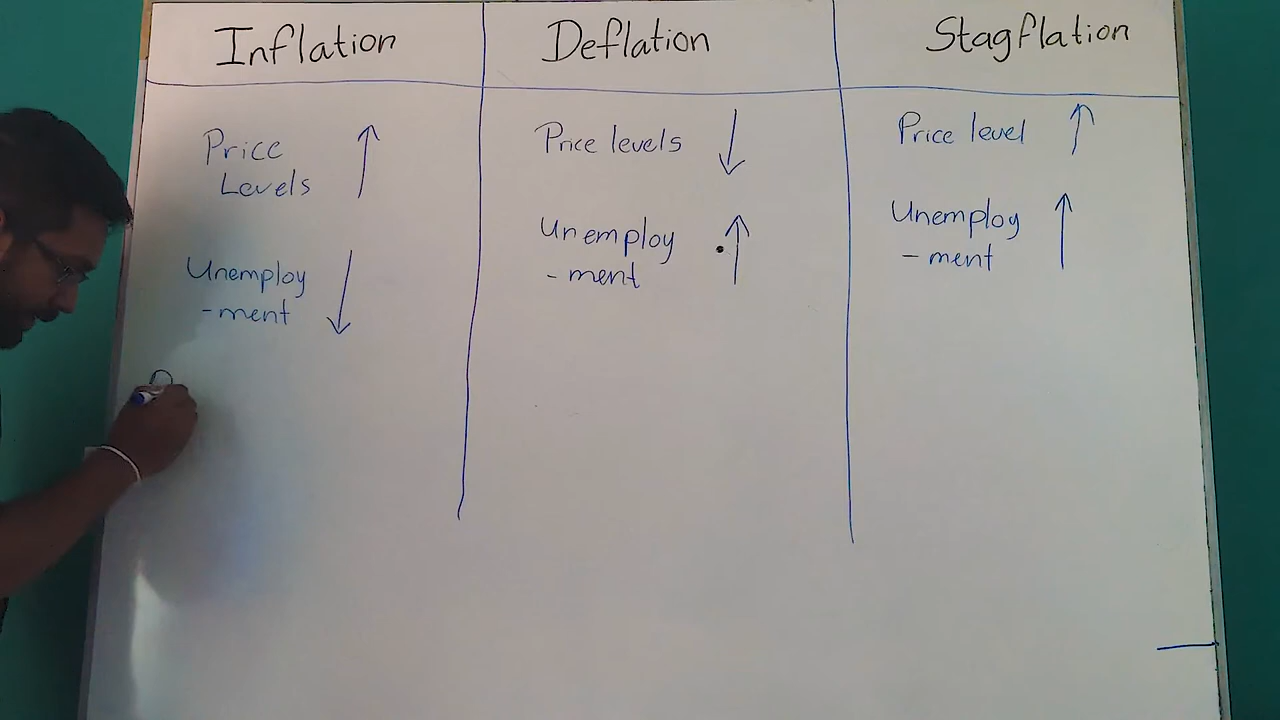 Inflation
Deflation
Stagflation
Price
Levels
↑
Unemploy
-ment
↓
Price levels
↓
Unemploy
-ment
↑
Price level
↑
Unemploy
-ment
↑